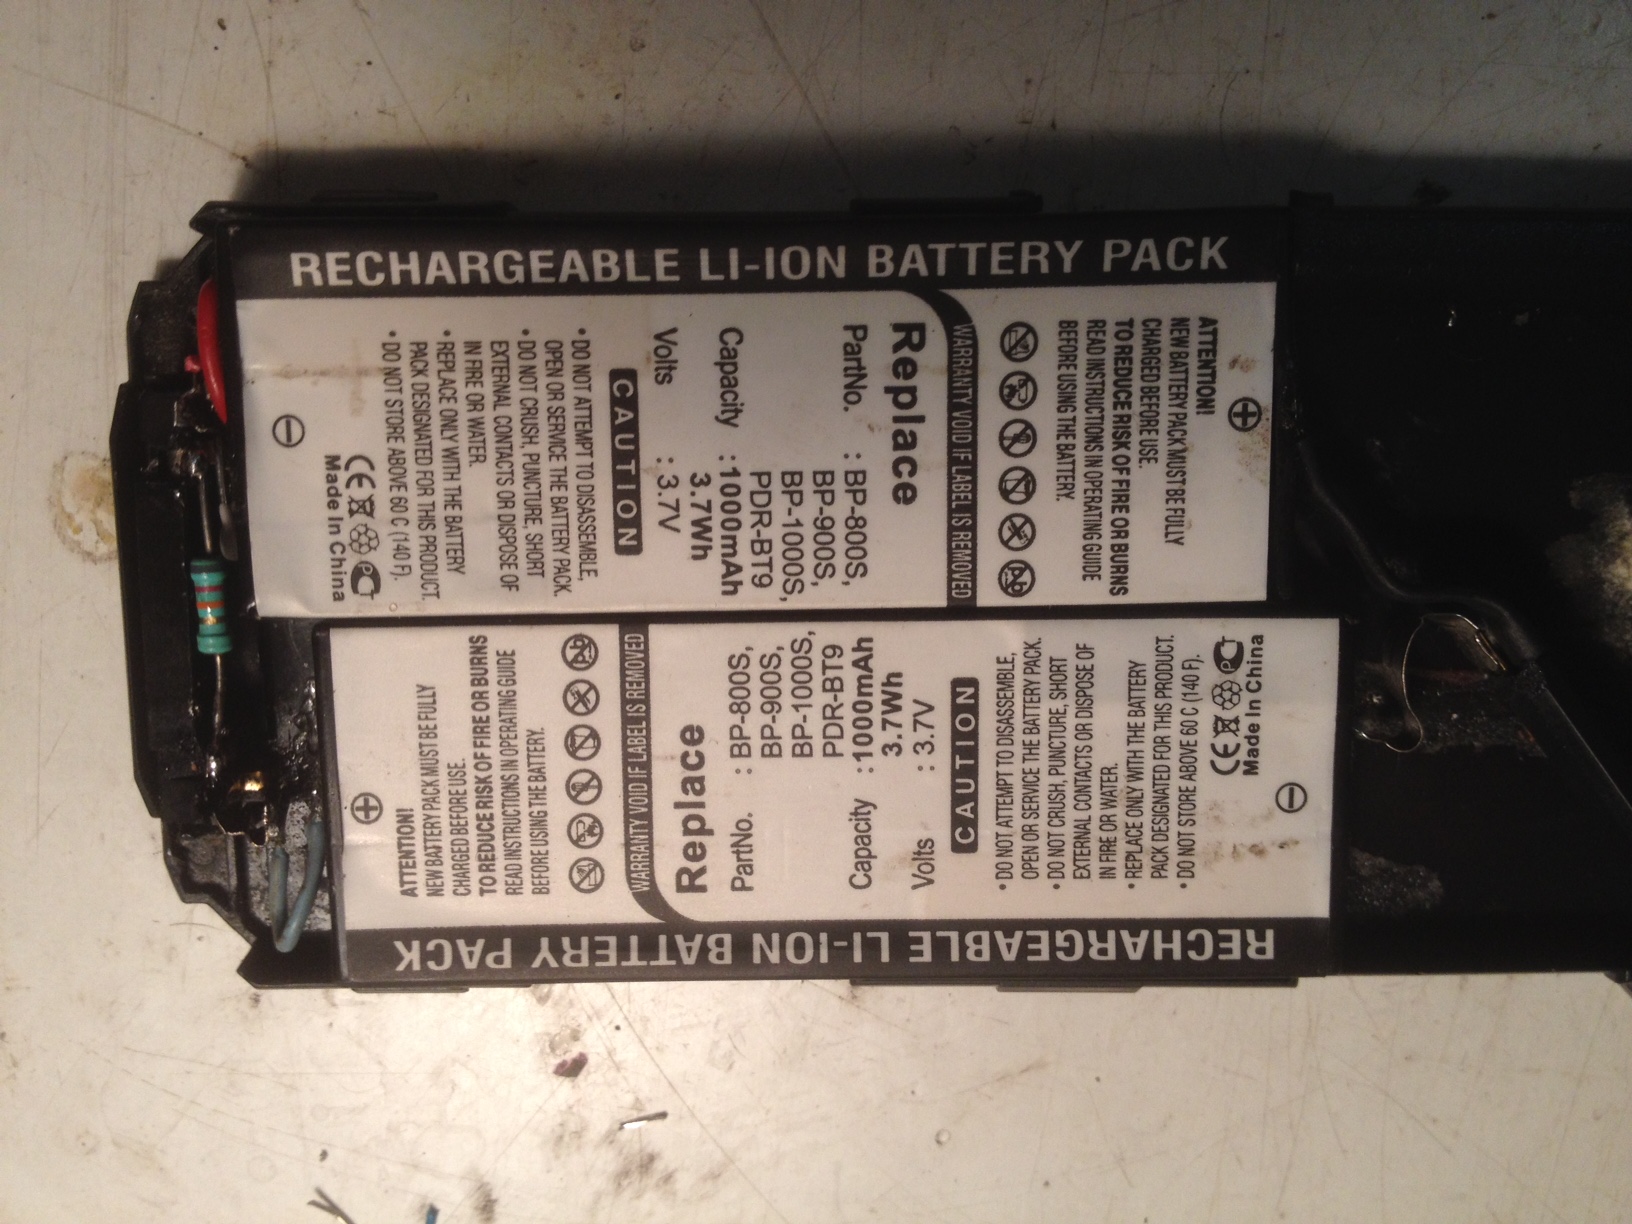 RECHARGEABLE LI-ION BATTERY PACK
ATTENTION!
NEW BATTERY PACK MUST BE FULLY
CHARGED BEFORE USE.
TO REDUCE RISK OF FIRE OR BURNS
READ INSTRUCTIONS IN OPERATING GUIDE
BEFORE USING THE BATTERY.
Pb
WARRANTY VOID IF LABEL IS REMOVED
Replace
PartNo. : BP-800S,
BP-900S,
BP-1000S,
PDR-BT9
Capacity : 1000mAh
3.7Wh
Volts : 3.7V
CAUTION
• DO NOT ATTEMPT TO DISASSEMBLE,
OPEN OR SERVICE THE BATTERY PACK.
• DO NOT CRUSH, PUNCTURE, SHORT
EXTERNAL CONTACTS OR DISPOSE OF
IN FIRE OR WATER.
• REPLACE ONLY WITH THE BATTERY
PACK DESIGNATED FOR THIS PRODUCT.
• DO NOT STORE ABOVE 60 C (140 F).
CE PCT
Made In China
RECHARGEABLE LI-ION BATTERY PACK
ATTENTION!
NEW BATTERY PACK MUST BE FULLY
CHARGED BEFORE USE.
TO REDUCE RISK OF FIRE OR BURNS
READ INSTRUCTIONS IN OPERATING GUIDE
BEFORE USING THE BATTERY.
Pb
WARRANTY VOID IF LABEL IS REMOVED
Replace
PartNo. : BP-800S,
BP-900S,
BP-1000S,
PDR-BT9
Capacity : 1000mAh
3.7Wh
Volts : 3.7V
CAUTION
• DO NOT ATTEMPT TO DISASSEMBLE,
OPEN OR SERVICE THE BATTERY PACK.
• DO NOT CRUSH, PUNCTURE, SHORT
EXTERNAL CONTACTS OR DISPOSE OF
IN FIRE OR WATER.
• REPLACE ONLY WITH THE BATTERY
PACK DESIGNATED FOR THIS PRODUCT.
• DO NOT STORE ABOVE 60 C (140 F).
CE PCT
Made In China